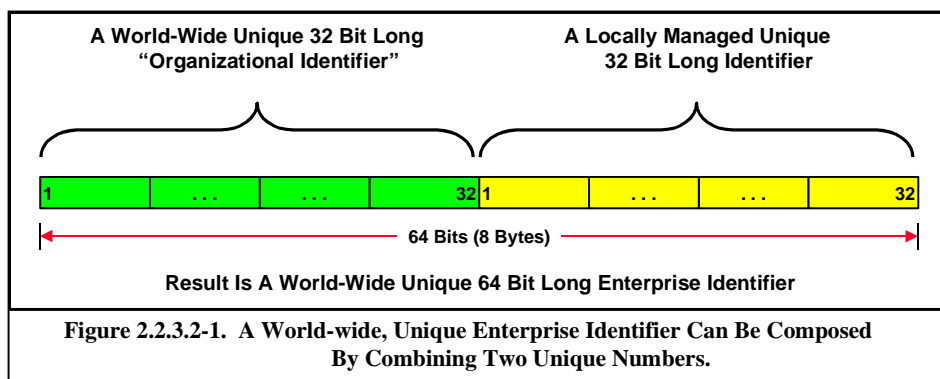 A World-Wide Unique 32 Bit Long
“Organizational Identifier”
A Locally Managed Unique
32 Bit Long Identifier
1 . . . . . . 32 1 . . . . . . 32
64 Bits (8 Bytes)
Result Is A World-Wide Unique 64 Bit Long Enterprise Identifier
Figure 2.2.3.2-1. A World-wide, Unique Enterprise Identifier Can Be Composed
By Combining Two Unique Numbers.